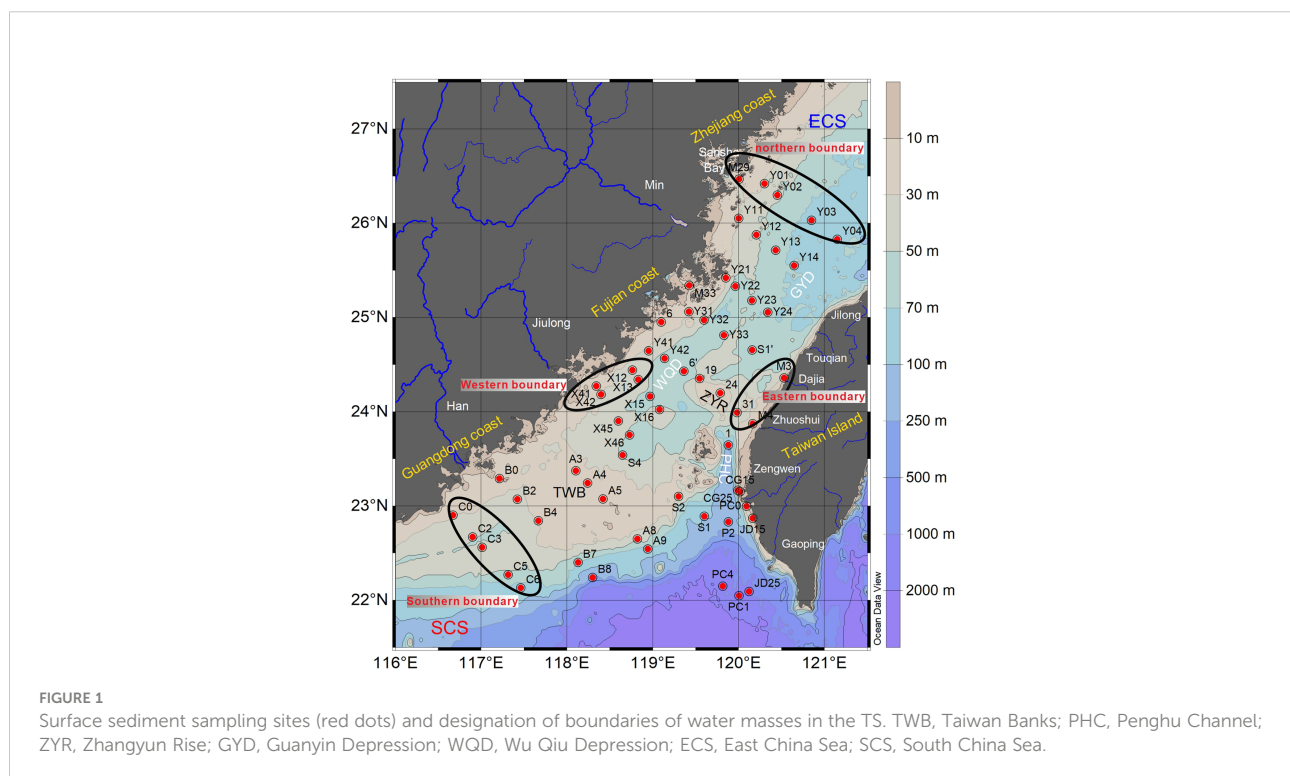 27°N
26°N
25°N
24°N
23°N
22°N
116°E
117°E
118°E
119°E
120°E
121°E
Zhejiang coast
ECS
northern boundary
Bay
M29
Y01
Y02
Y03
Y04
Min
Y11
Y12
Y13
Y14
GYD
Y21
Y22
Y23
Y24
Fujian coast
M33
6
Y31
Y32
Y33
Jilong
Jiulong
Y41
Y42
S1'
Touqian
Western boundary
X12
X13
X41
X42
WQD
6'
19
24
ZYR
M3
Dajia
Eastern boundary
31
M4
Zhuoshui
Taiwan Island
Han
X15
X16
X45
X46
S4
1
PHC
Zengwen
Guangdong coast
B0
A3
A4
TWB
A5
B2
B4
S2
CG15
CG25
PC0
S1
P2
JD15
C0
C2
C3
C5
C6
A8
A9
B7
B8
Gaoping
PC4
JD25
PC1
Southern boundary
SCS
10 m
30 m
50 m
70 m
100 m
250 m
500 m
1000 m
2000 m
Ocean Data View
FIGURE 1
Surface sediment sampling sites (red dots) and designation of boundaries of water masses in the TS. TWB, Taiwan Banks; PHC, Penghu Channel;
ZYR, Zhangyun Rise; GYD, Guanyin Depression; WQD, Wu Qiu Depression; ECS, East China Sea; SCS, South China Sea.